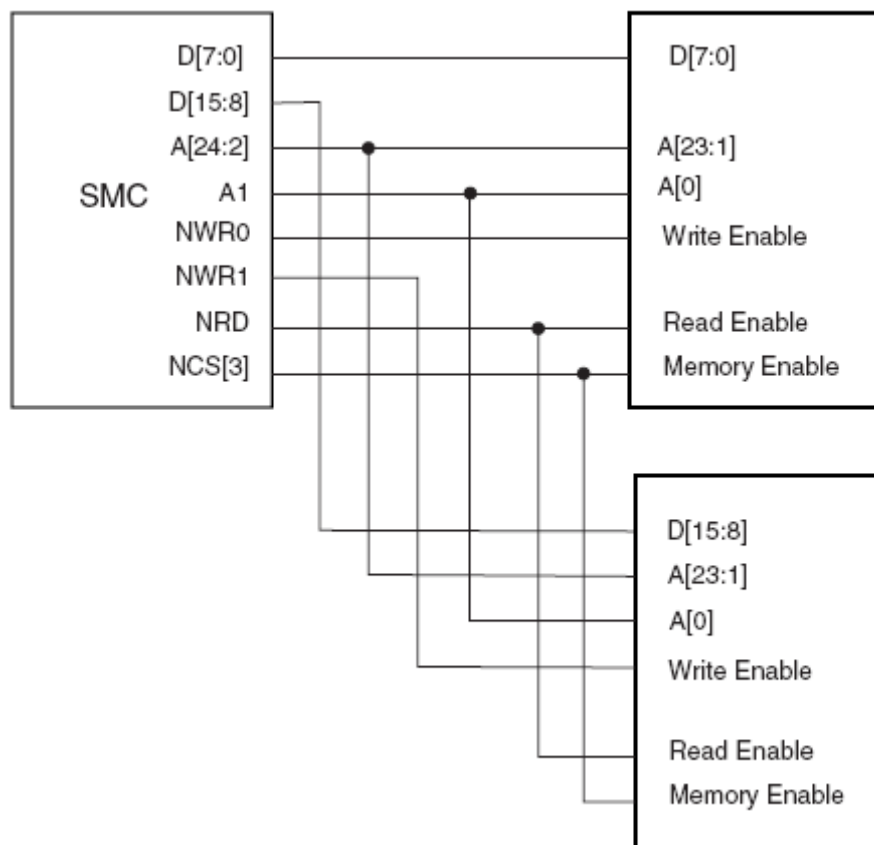 D[7:0]
D[15:8]
A[24:2]
SMC
A1
NWR0
NWR1
NRD
NCS[3]
D[7:0]
A[23:1]
A[0]
Write Enable
Read Enable
Memory Enable
D[15:8]
A[23:1]
A[0]
Write Enable
Read Enable
Memory Enable